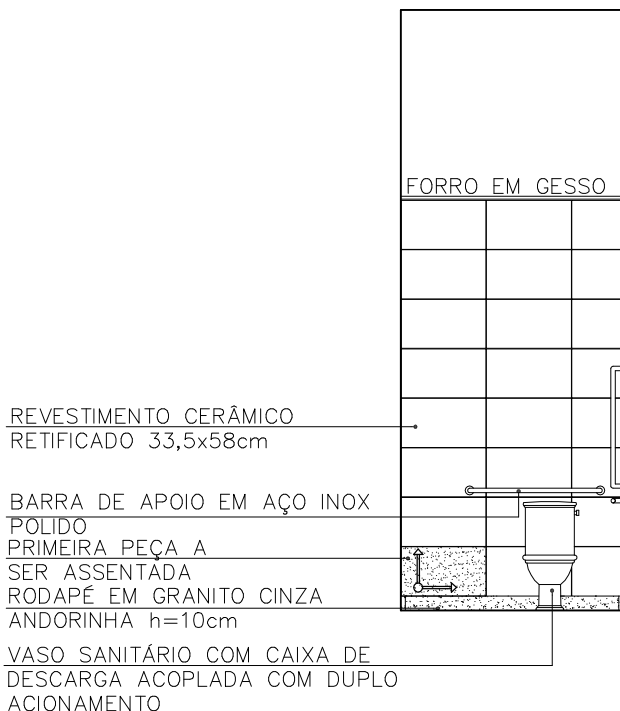 FORRO EM GESSO
REVESTIMENTO CERÂMICO
RETIFICADO 33,5x58cm
BARRA DE APOIO EM AÇO INOX
POLIDO
PRIMEIRA PEÇA A
SER ASSENTADA
RODAPÉ EM GRANITO CINZA
ANDORINHA h=10cm
VASO SANITÁRIO COM CAIXA DE
DESCARGA ACOPLADA COM DUPLO
ACIONAMENTO